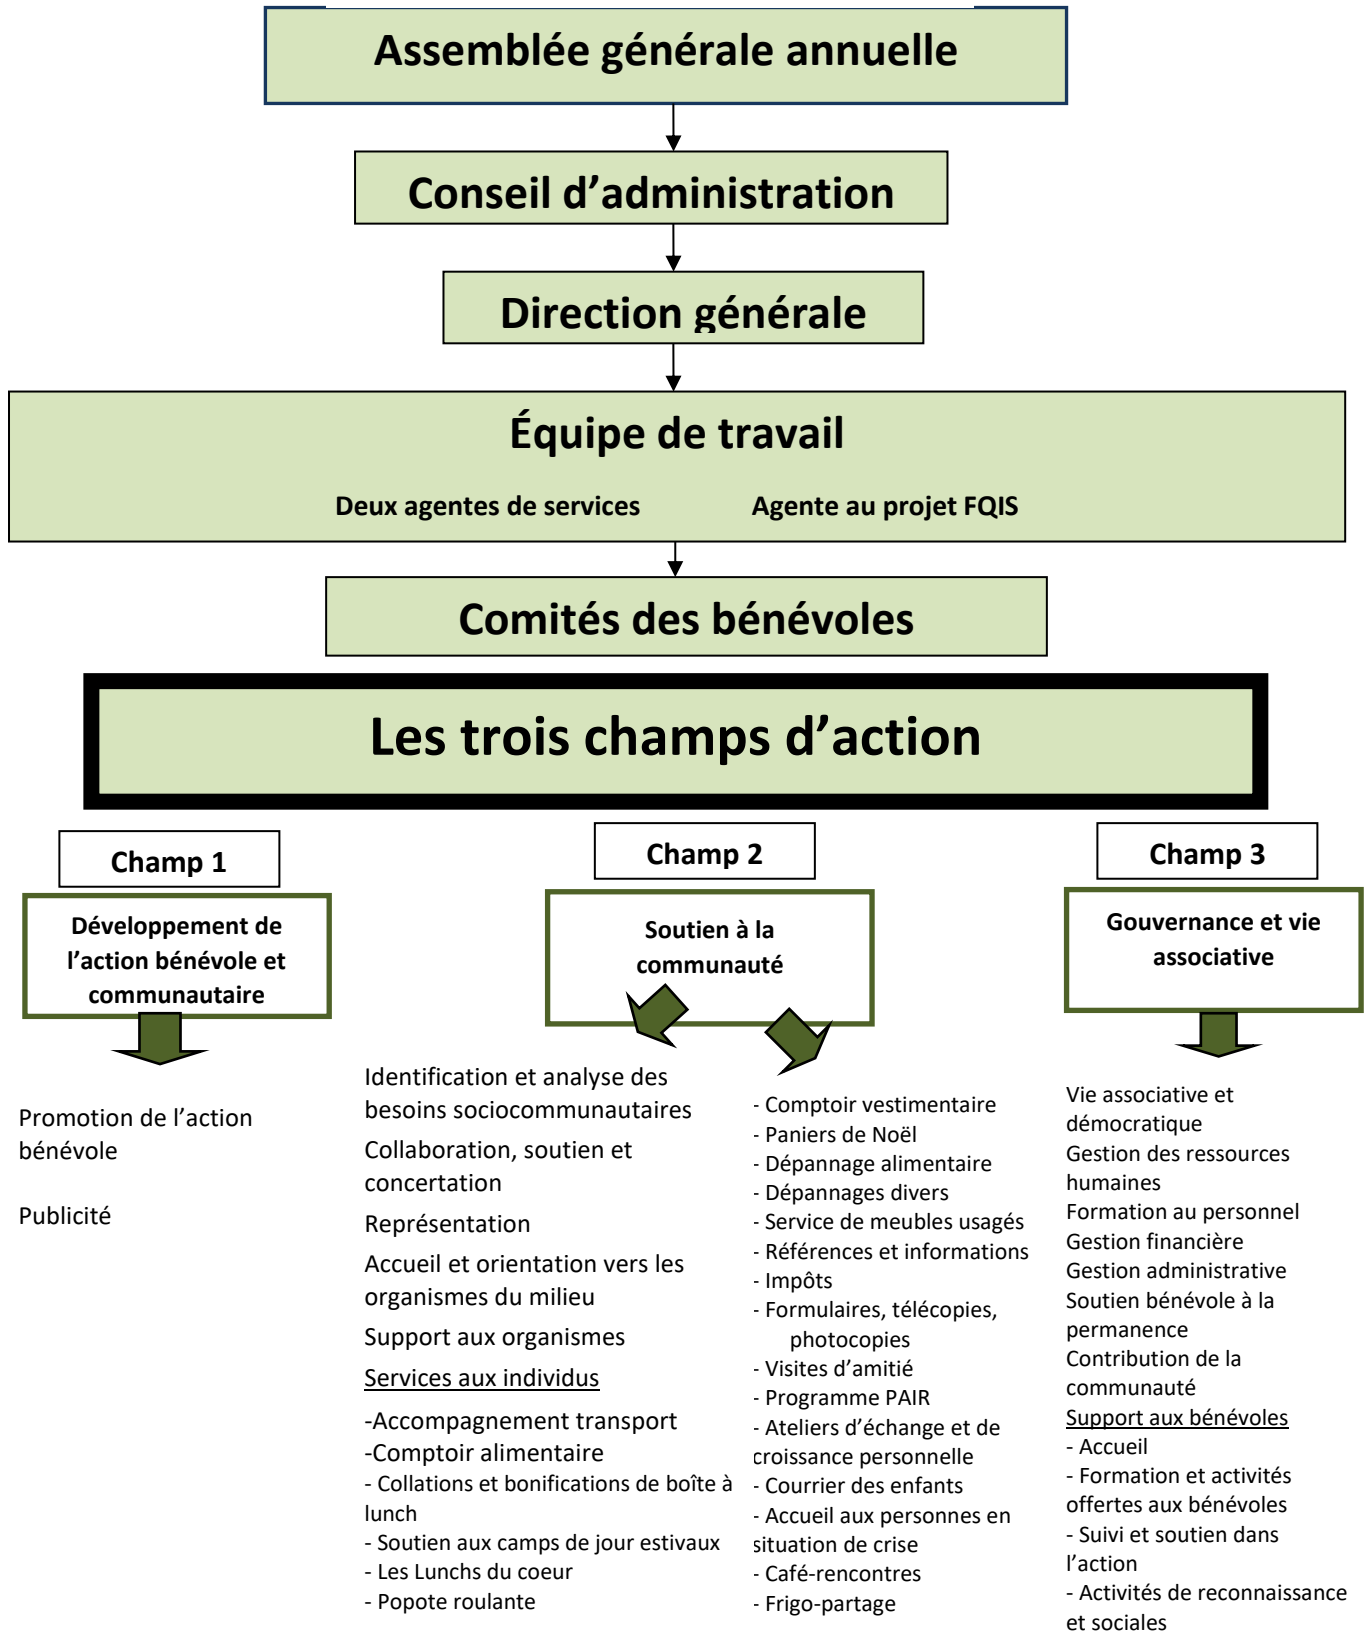 Assemblée générale annuelle
Conseil d’administration
Direction générale
Équipe de travail
Deux agentes de services Agente au projet FQIS
Comités des bénévoles
Les trois champs d’action
Champ 1
Développement de
l’action bénévole et
communautaire
Promotion de l’action
bénévole
Publicité
Champ 2
Soutien à la
communauté
Identification et analyse des
besoins sociocommunautaires
Collaboration, soutien et
concertation
Représentation
Accueil et orientation vers les
organismes du milieu
Support aux organismes
Services aux individus
-Accompagnement transport
-Comptoir alimentaire
- Collations et bonifications de boîte à
lunch
- Soutien aux camps de jour estivaux
- Les Lunchs du coeur
- Popote roulante
- Comptoir vestimentaire
- Paniers de Noël
- Dépannage alimentaire
- Dépannages divers
- Service de meubles usagés
- Références et informations
- Impôts
- Formulaires, télécopies,
photocopies
- Visites d’amitié
- Programme PAIR
- Ateliers d’échange et de
croissance personnelle
- Courrier des enfants
- Accueil aux personnes en
situation de crise
- Café-rencontres
- Frigo-partage
Champ 3
Gouvernance et vie
associative
Vie associative et
démocratique
Gestion des ressources
humaines
Formation au personnel
Gestion financière
Gestion administrative
Soutien bénévole à la
permanence
Contribution de la
communauté
Support aux bénévoles
- Accueil
- Formation et activités
offertes aux bénévoles
- Suivi et soutien dans
l’action
- Activités de reconnaissance
et sociales